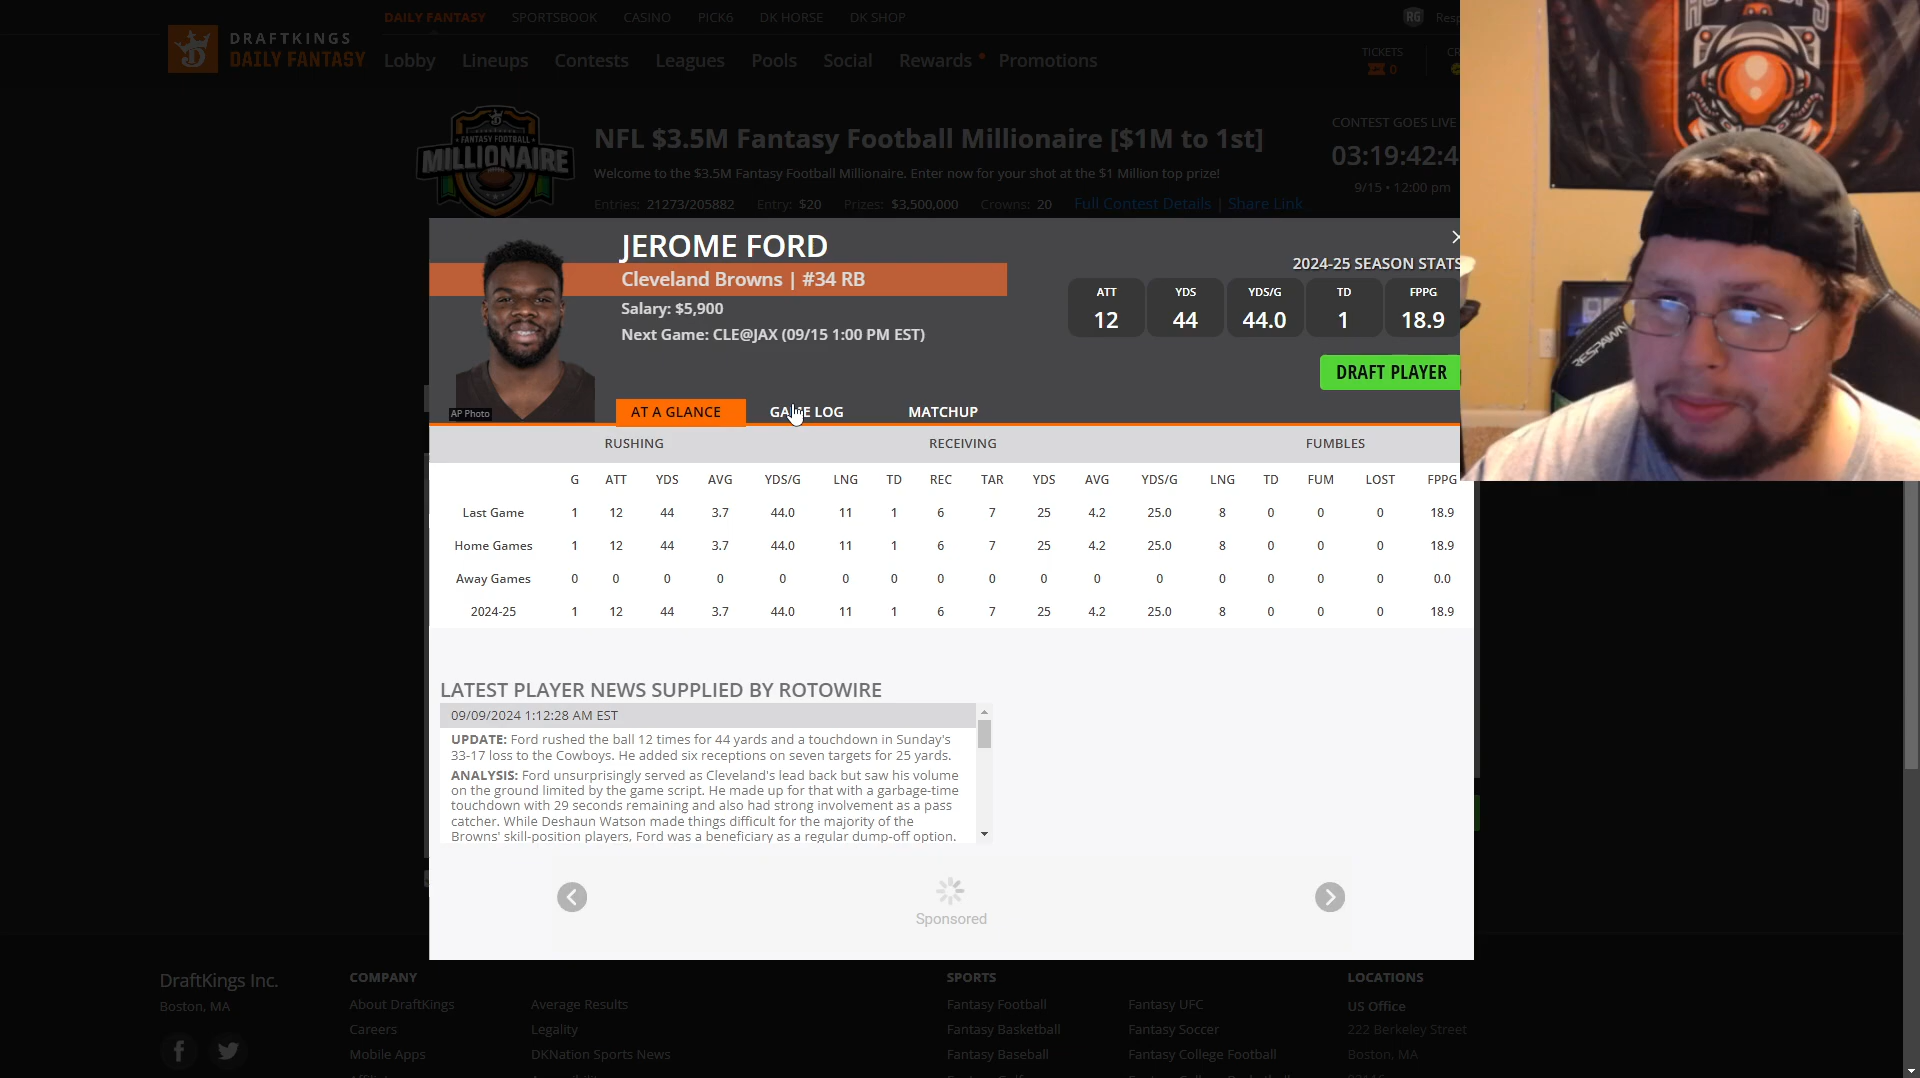 DAILY FANTASY SPORTSBOOK CASINO PICK6 DK HORSE DK SHOP
RG Resp
DRAFTKINGS
DAILY FANTASY
Lobby Lineups Contests Leagues Pools Social Rewards Promotions
TICKETS
0
FANTASY FOOTBALL
MILLIONAIRE
NFL $3.5M Fantasy Football Millionaire [$1M to 1st]
Welcome to the $3.5M Fantasy Football Millionaire. Enter now for your shot at the $1 Million top prize!
Entries: 21273/205882 Entry: $20 Prizes: $3,500,000 Crowns: 20 Full Contest Details | Share Link
CONTEST GOES LIVE
03:19:42:4
9/15 • 12:00 pm
RESPAWN
JEROME FORD
Cleveland Browns | #34 RB
Salary: $5,900
Next Game: CLE@JAX (09/15 1:00 PM EST)
AP Photo
2024-25 SEASON STATS
ATT YDS YDS/G TD FPPG
12 44 44.0 1 18.9
DRAFT PLAYER
AT A GLANCE GAME LOG MATCHUP
RUSHING RECEIVING FUMBLES
G ATT YDS AVG YDS/G LNG TD REC TAR YDS AVG YDS/G LNG TD FUM LOST FPPG
Last Game 1 12 44 3.7 44.0 11 1 6 7 25 4.2 25.0 8 0 0 0 18.9
Home Games 1 12 44 3.7 44.0 11 1 6 7 25 4.2 25.0 8 0 0 0 18.9
Away Games 0 0 0 0 0 0 0 0 0 0 0 0 0 0 0 0 0.0
2024-25 1 12 44 3.7 44.0 11 1 6 7 25 4.2 25.0 8 0 0 0 18.9
LATEST PLAYER NEWS SUPPLIED BY ROTOWIRE
09/09/2024 1:12:28 AM EST
UPDATE: Ford rushed the ball 12 times for 44 yards and a touchdown in Sunday's
33-17 loss to the Cowboys. He added six receptions on seven targets for 25 yards.
ANALYSIS: Ford unsurprisingly served as Cleveland's lead back but saw his volume
on the ground limited by the game script. He made up for that with a garbage-time
touchdown with 29 seconds remaining and also had strong involvement as a pass
catcher. While Deshaun Watson made things difficult for the majority of the
Browns' skill-position players, Ford was a beneficiary as a regular dump-off option.
Sponsored
DraftKings Inc.
Boston, MA
COMPANY
About DraftKings
Careers
Mobile Apps
Average Results
Legality
DKNation Sports News
SPORTS
Fantasy Football
Fantasy Basketball
Fantasy Baseball
Fantasy UFC
Fantasy Soccer
Fantasy College Football
LOCATIONS
US Office
222 Berkeley Street
Boston, MA